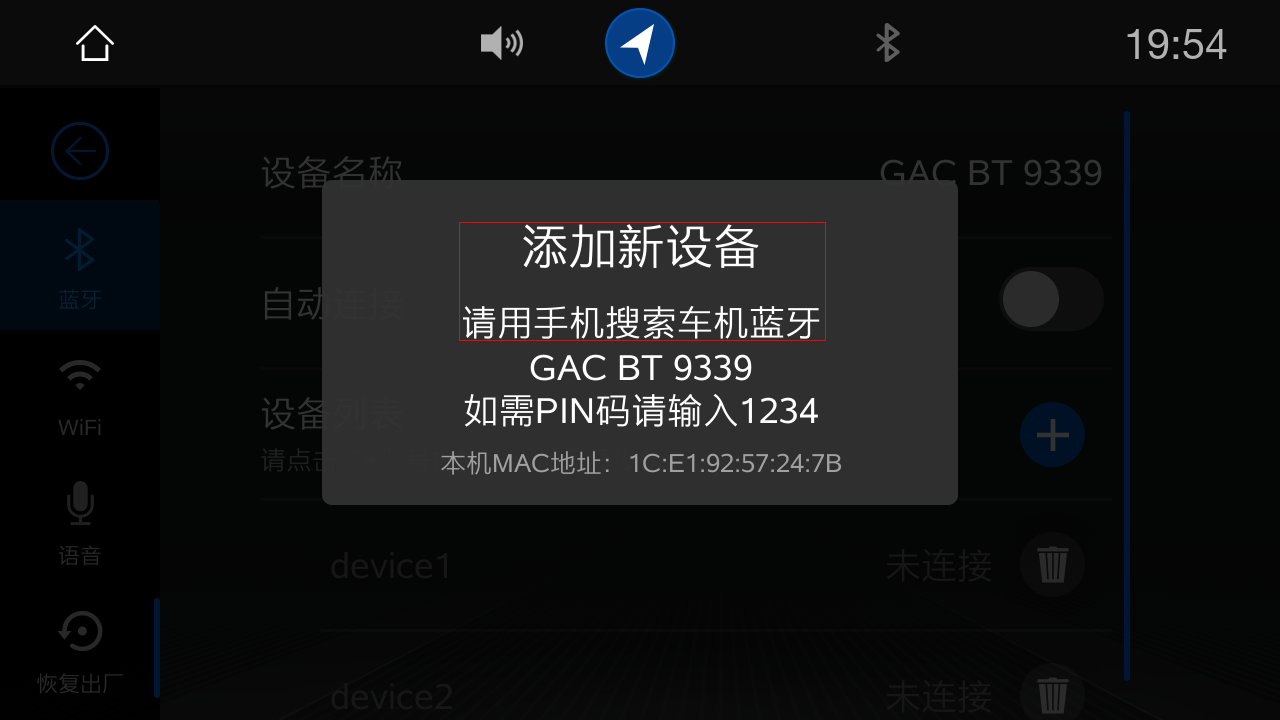 19:54
设备名称
GAC BT 9339
添加新设备
请用手机搜索车机蓝牙
GAC BT 9339
如需PIN码请输入1234
本机MAC地址：1C:E1:92:57:24:7B
自动连接
设备列表
请点击
蓝牙
WiFi
语音
恢复出厂
device1
未连接
device2
未连接